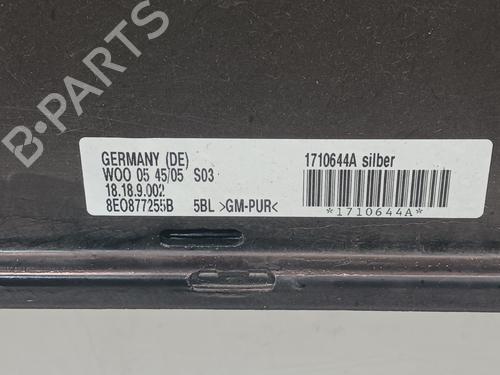 B-PARTS
GERMANY (DE)
WOO 05 45/05 S03
18.18.9.002
8E0877255B 5BL >GM-PUR<
1710644A silber
*1710644A*